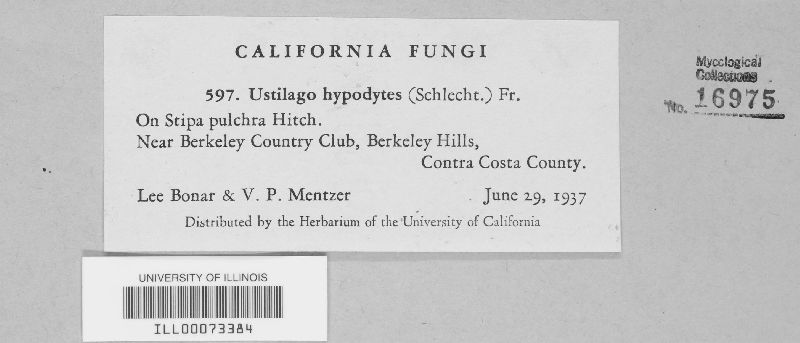 CALIFORNIA FUNGI
597. Ustilago hypodytes (Schlecht.) Fr.
On Stipa pulchra Hitch.
Near Berkeley Country Club, Berkeley Hills,
Contra Costa County.
Lee Bonar & V. P. Mentzer June 29, 1937
Distributed by the Herbarium of the University of California
Mycological
Collections
No. 16975
UNIVERSITY OF ILLINOIS
ILL00073384